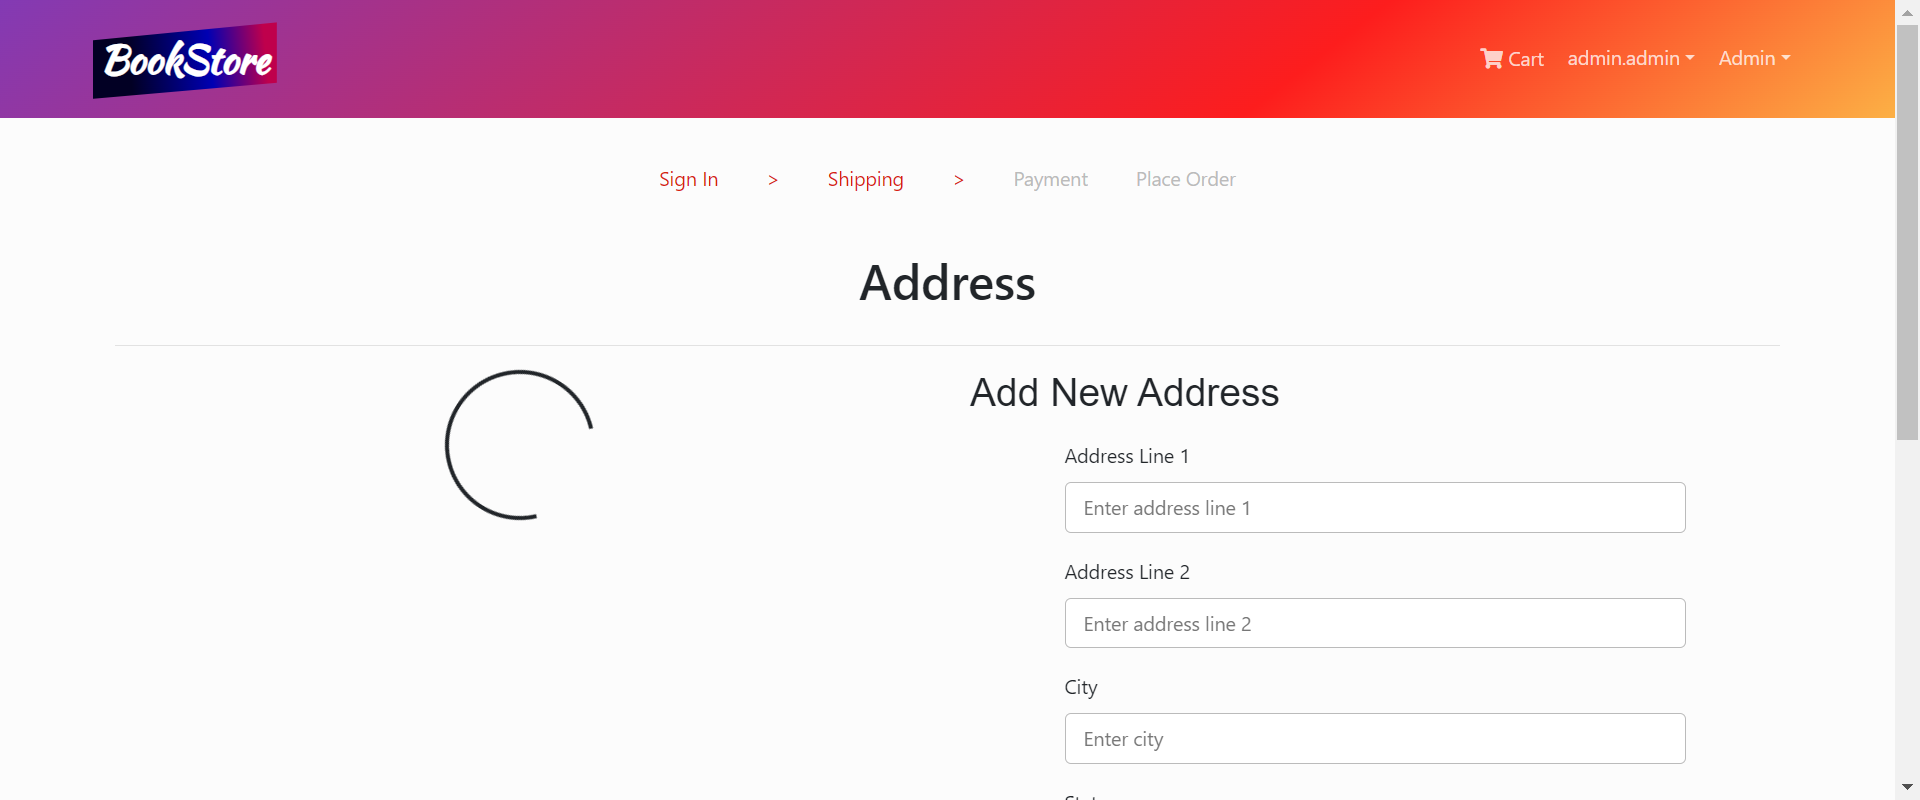 BookStore
Cart admin.admin Admin
Sign In > Shipping > Payment Place Order
Address
Add New Address
Address Line 1
Enter address line 1
Address Line 2
Enter address line 2
City
Enter city